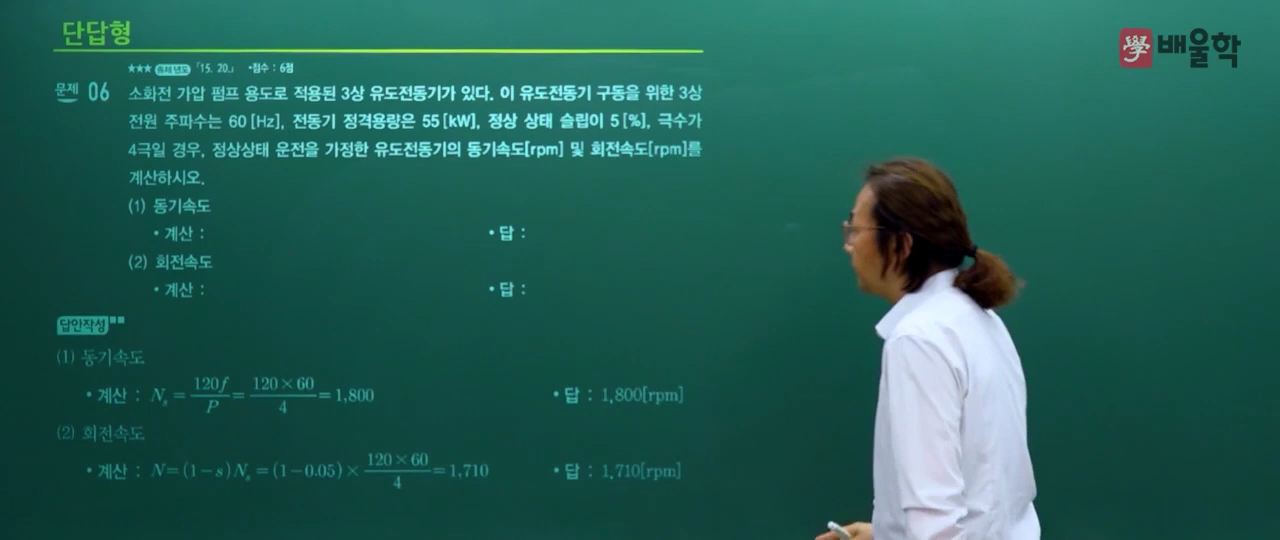 단답형
學 배울학
★★★ 출제년도 「15. 20.」 •점수 : 6점
문제 06 소화전 가압 펌프 용도로 적용된 3상 유도전동기가 있다. 이 유도전동기 구동을 위한 3상
전원 주파수는 60 [Hz], 전동기 정격용량은 55 [kW], 정상 상태 슬립이 5 [%], 극수가
4극일 경우, 정상상태 운전을 가정한 유도전동기의 동기속도[rpm] 및 회전속도[rpm]를
계산하시오.
(1) 동기속도
• 계산 : • 답 :
(2) 회전속도
• 계산 : • 답 :
답안작성
(1) 동기속도
• 계산 : Nₛ = 120f/P = 120×60/4 = 1,800 • 답 : 1,800[rpm]
(2) 회전속도
• 계산 : N=(1-s)Nₛ = (1-0.05)× 120×60/4 = 1,710 • 답 : 1,710[rpm]